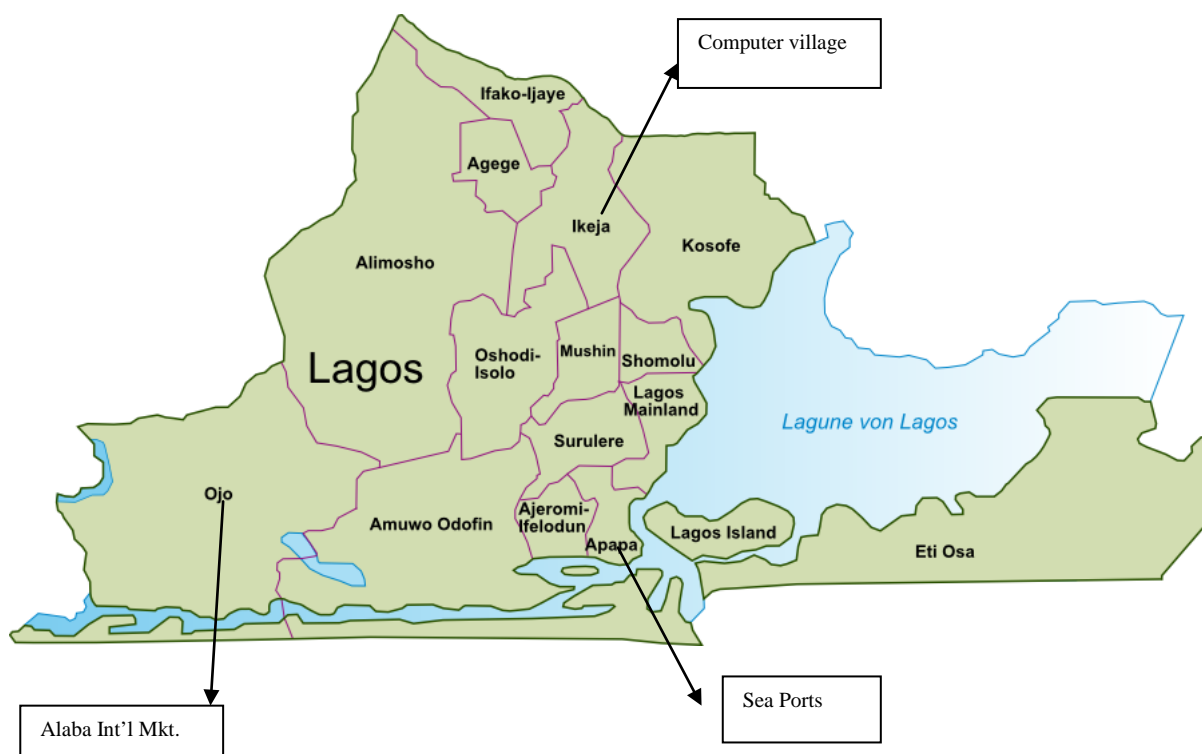 Computer village
Ifako-Ijaye
Agege
Ikeja
Kosofe
Alimosho
Lagos
Oshodi-
Isolo
Mushin
Shomolu
Lagos
Mainland
Surulere
Lagune von Lagos
Ojo
Amuwo Odofin
Ajeromi-
Ifelodun
Apapa
Lagos Island
Eti Osa
Sea Ports
Alaba Int’l Mkt.